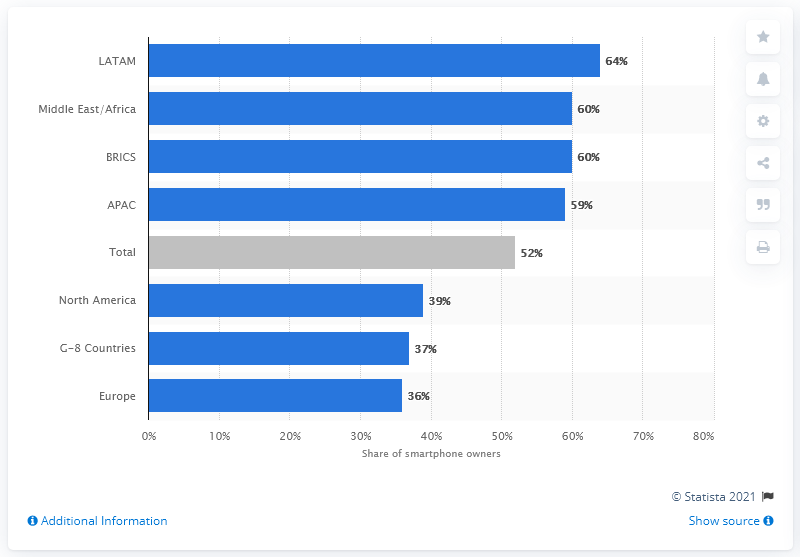 LATAM 64%
Middle East/Africa 60%
BRICS 60%
APAC 59%
Total 52%
North America 39%
G-8 Countries 37%
Europe 36%
0% 10% 20% 30% 40% 50% 60% 70% 80%
Share of smartphone owners
© Statista 2021
Additional Information Show source